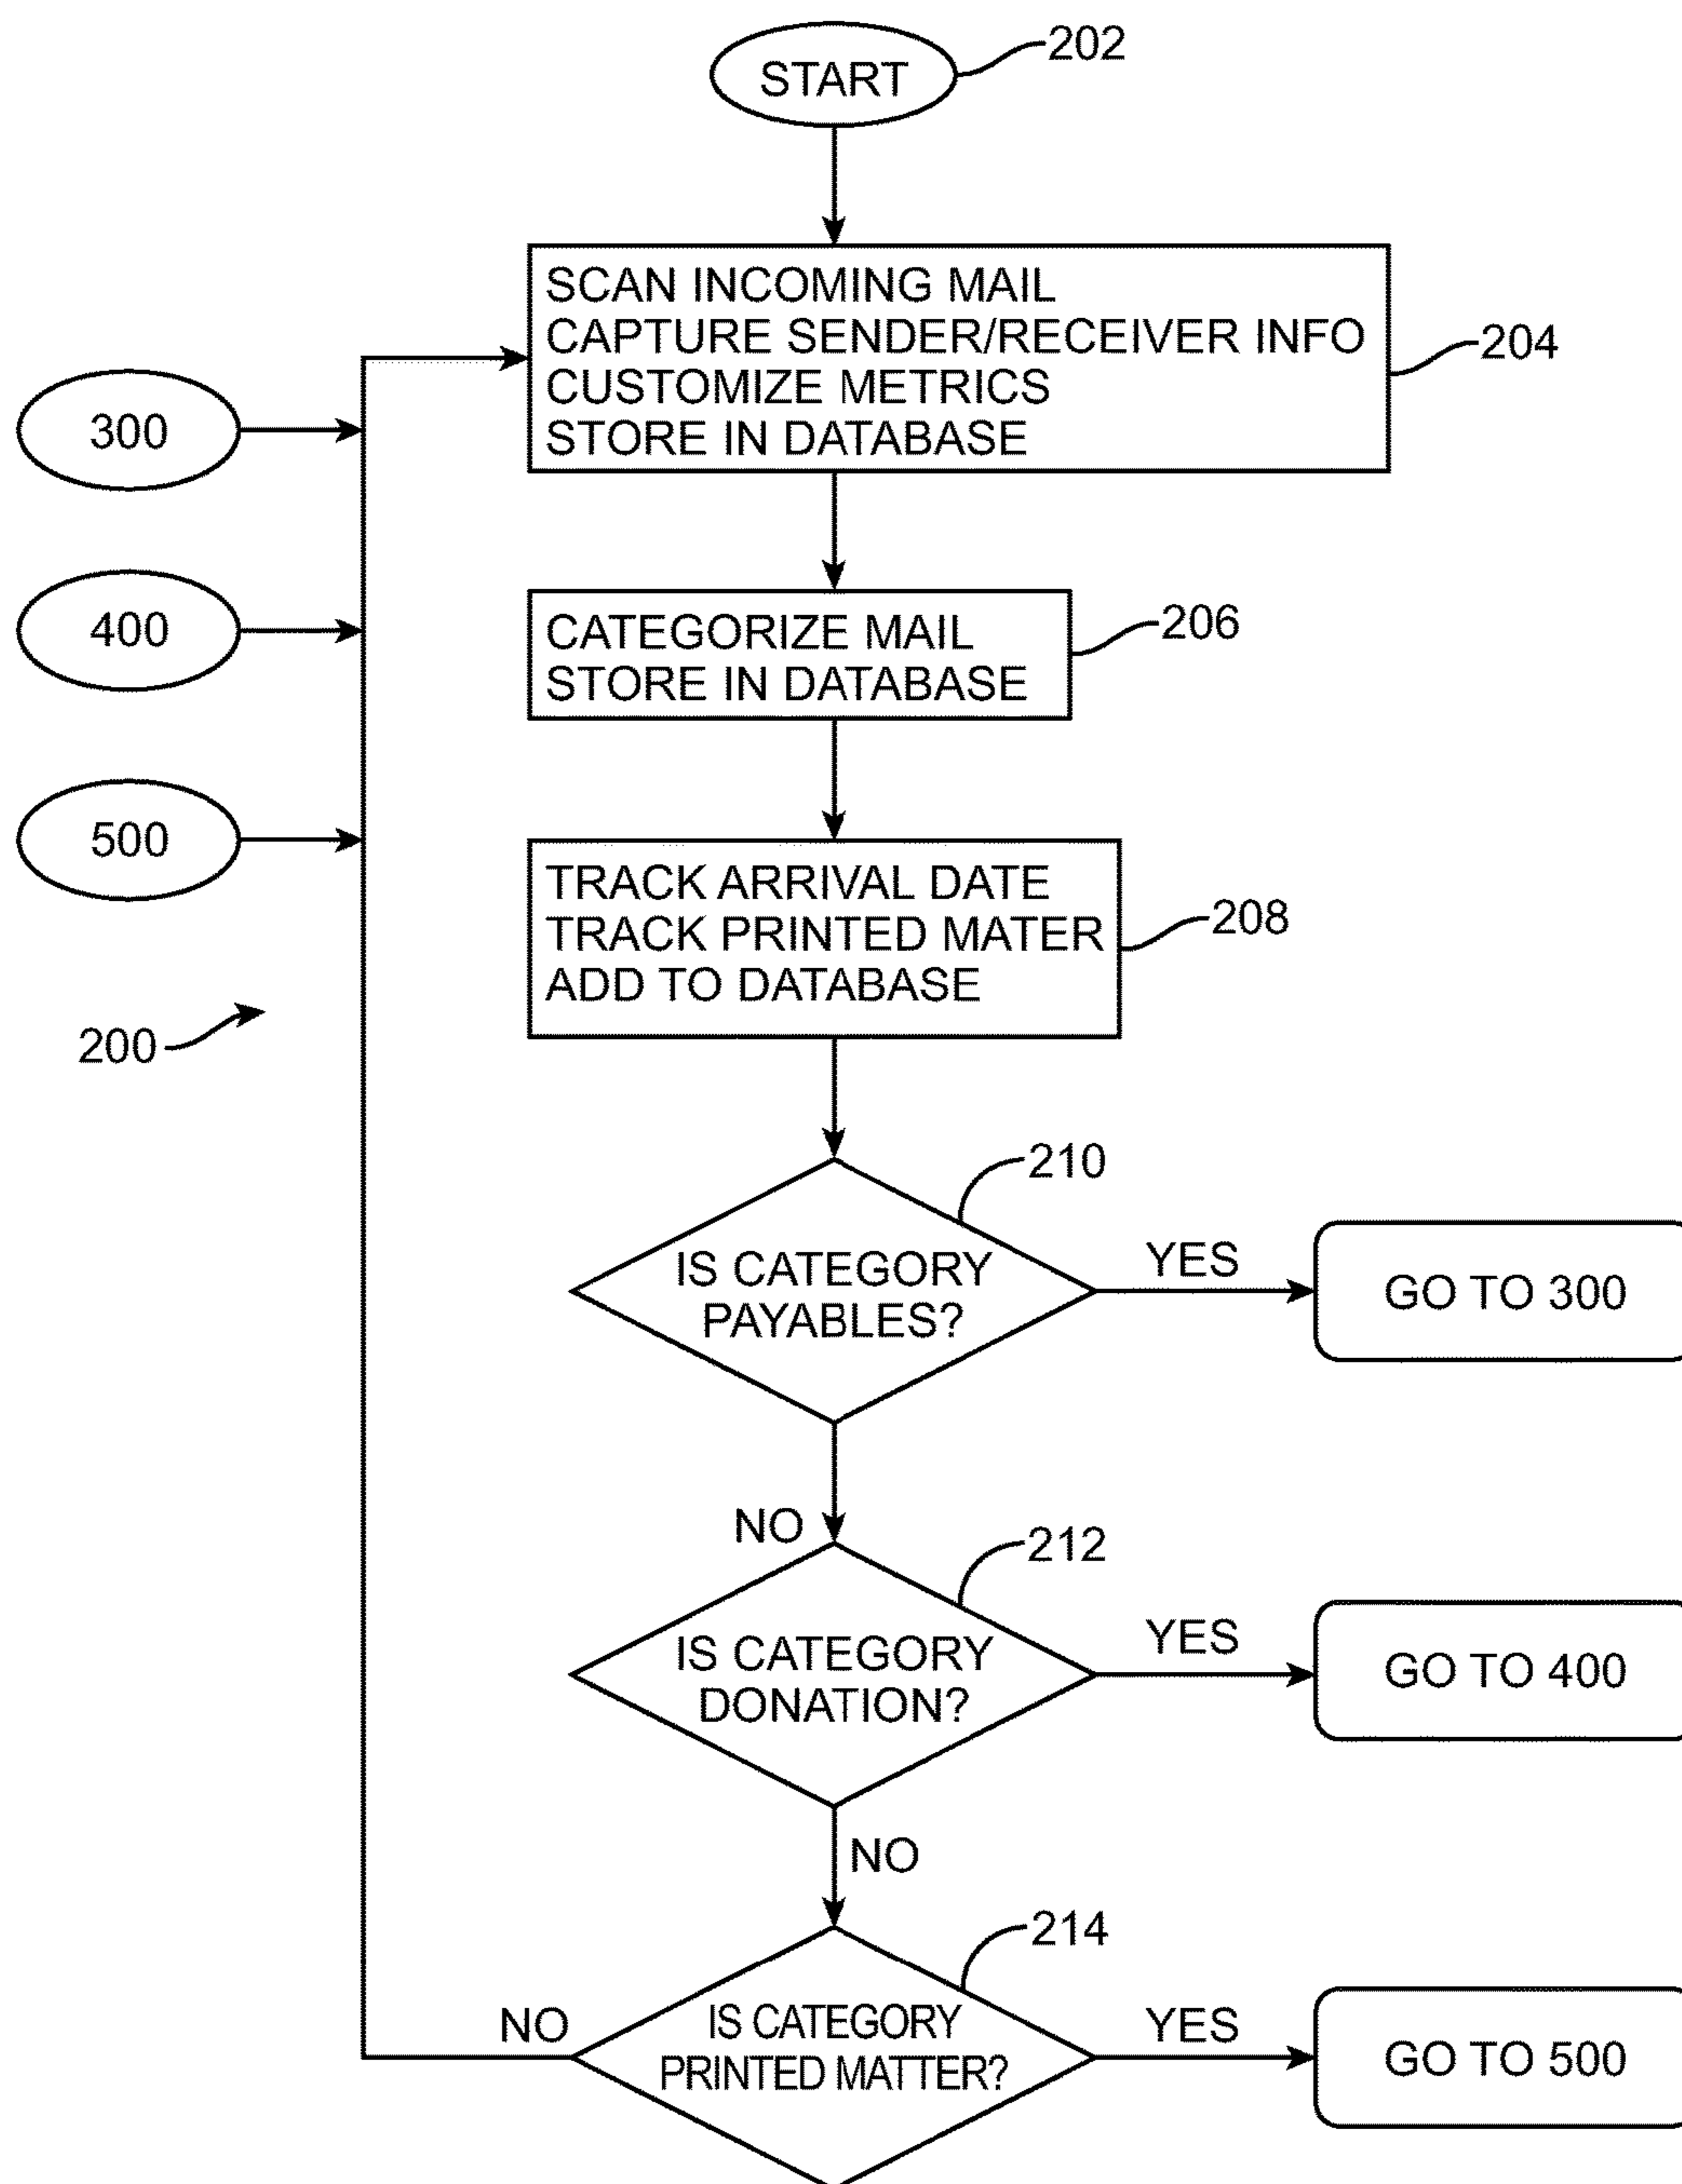 START
202
SCAN INCOMING MAIL
CAPTURE SENDER/RECEIVER INFO
CUSTOMIZE METRICS
STORE IN DATABASE
204
300
400
500
CATEGORIZE MAIL
STORE IN DATABASE
206
TRACK ARRIVAL DATE
TRACK PRINTED MATER
ADD TO DATABASE
208
200
210
IS CATEGORY
PAYABLES?
YES
GO TO 300
NO
212
IS CATEGORY
DONATION?
YES
GO TO 400
NO
214
IS CATEGORY
PRINTED MATTER?
NO
YES
GO TO 500